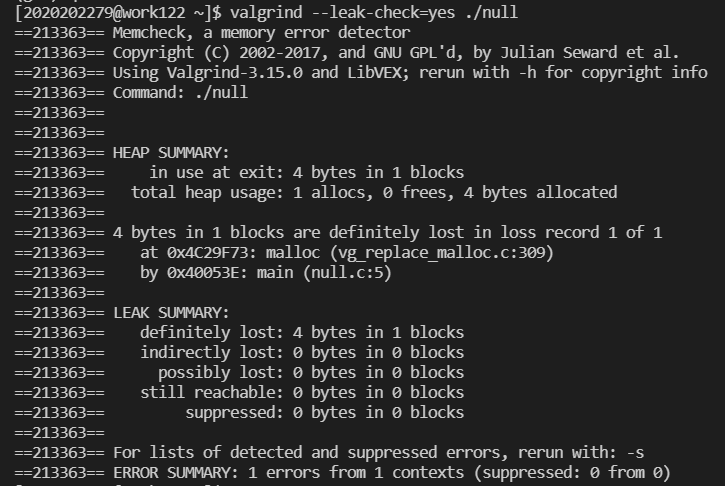 [2020202279@work122 ~]$ valgrind --leak-check=yes ./null
==213363== Memcheck, a memory error detector
==213363== Copyright (C) 2002-2017, and GNU GPL'd, by Julian Seward et al.
==213363== Using Valgrind-3.15.0 and LibVEX; rerun with -h for copyright info
==213363== Command: ./null
==213363==
==213363==
==213363== HEAP SUMMARY:
==213363==     in use at exit: 4 bytes in 1 blocks
==213363==   total heap usage: 1 allocs, 0 frees, 4 bytes allocated
==213363==
==213363== 4 bytes in 1 blocks are definitely lost in loss record 1 of 1
==213363==    at 0x4C29F73: malloc (vg_replace_malloc.c:309)
==213363==    by 0x40053E: main (null.c:5)
==213363==
==213363== LEAK SUMMARY:
==213363==    definitely lost: 4 bytes in 1 blocks
==213363==    indirectly lost: 0 bytes in 0 blocks
==213363==      possibly lost: 0 bytes in 0 blocks
==213363==    still reachable: 0 bytes in 0 blocks
==213363==         suppressed: 0 bytes in 0 blocks
==213363==
==213363== For lists of detected and suppressed errors, rerun with: -s
==213363== ERROR SUMMARY: 1 errors from 1 contexts (suppressed: 0 from 0)